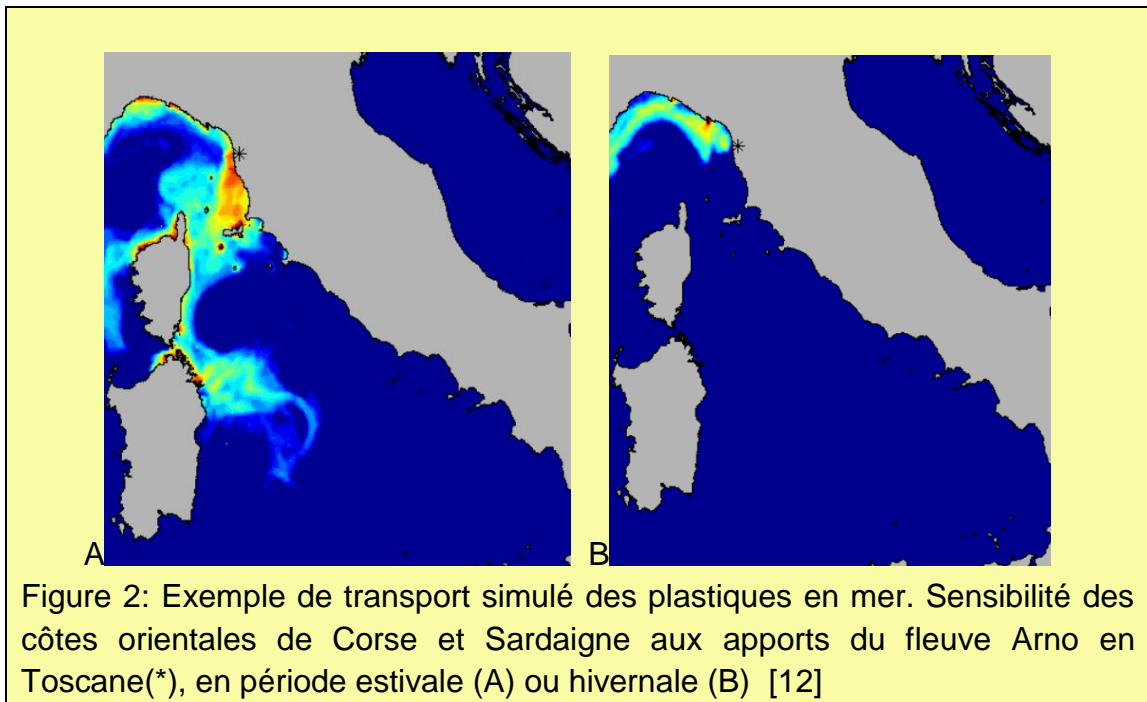 A
B
Figure 2: Exemple de transport simulé des plastiques en mer. Sensibilité des
côtes orientales de Corse et Sardaigne aux apports du fleuve Arno en
Toscane(*), en période estivale (A) ou hivernale (B) [12]